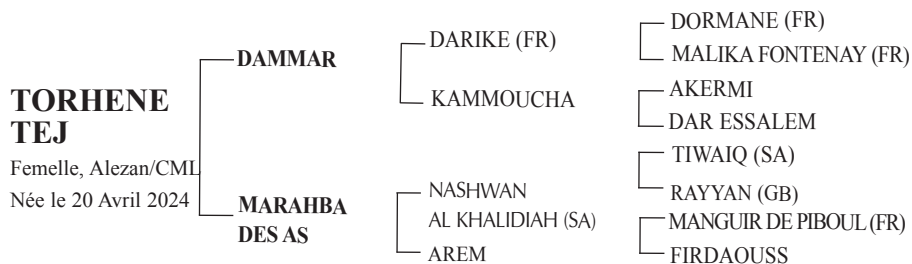 TORHENE
TEJ
Femelle, Alezan/CML
Née le 20 Avril 2024
DAMMAR
MARAHBA
DES AS
DARIKE (FR)
KAMMOUCHA
NASHWAN
AL KHALIDIAH (SA)
AREM
DORMANE (FR)
MALIKA FONTENAY (FR)
AKERMI
DAR ESSALEM
TIWAIQ (SA)
RAYYAN (GB)
MANGUIR DE PIBOUL (FR)
FIRDAOUSS